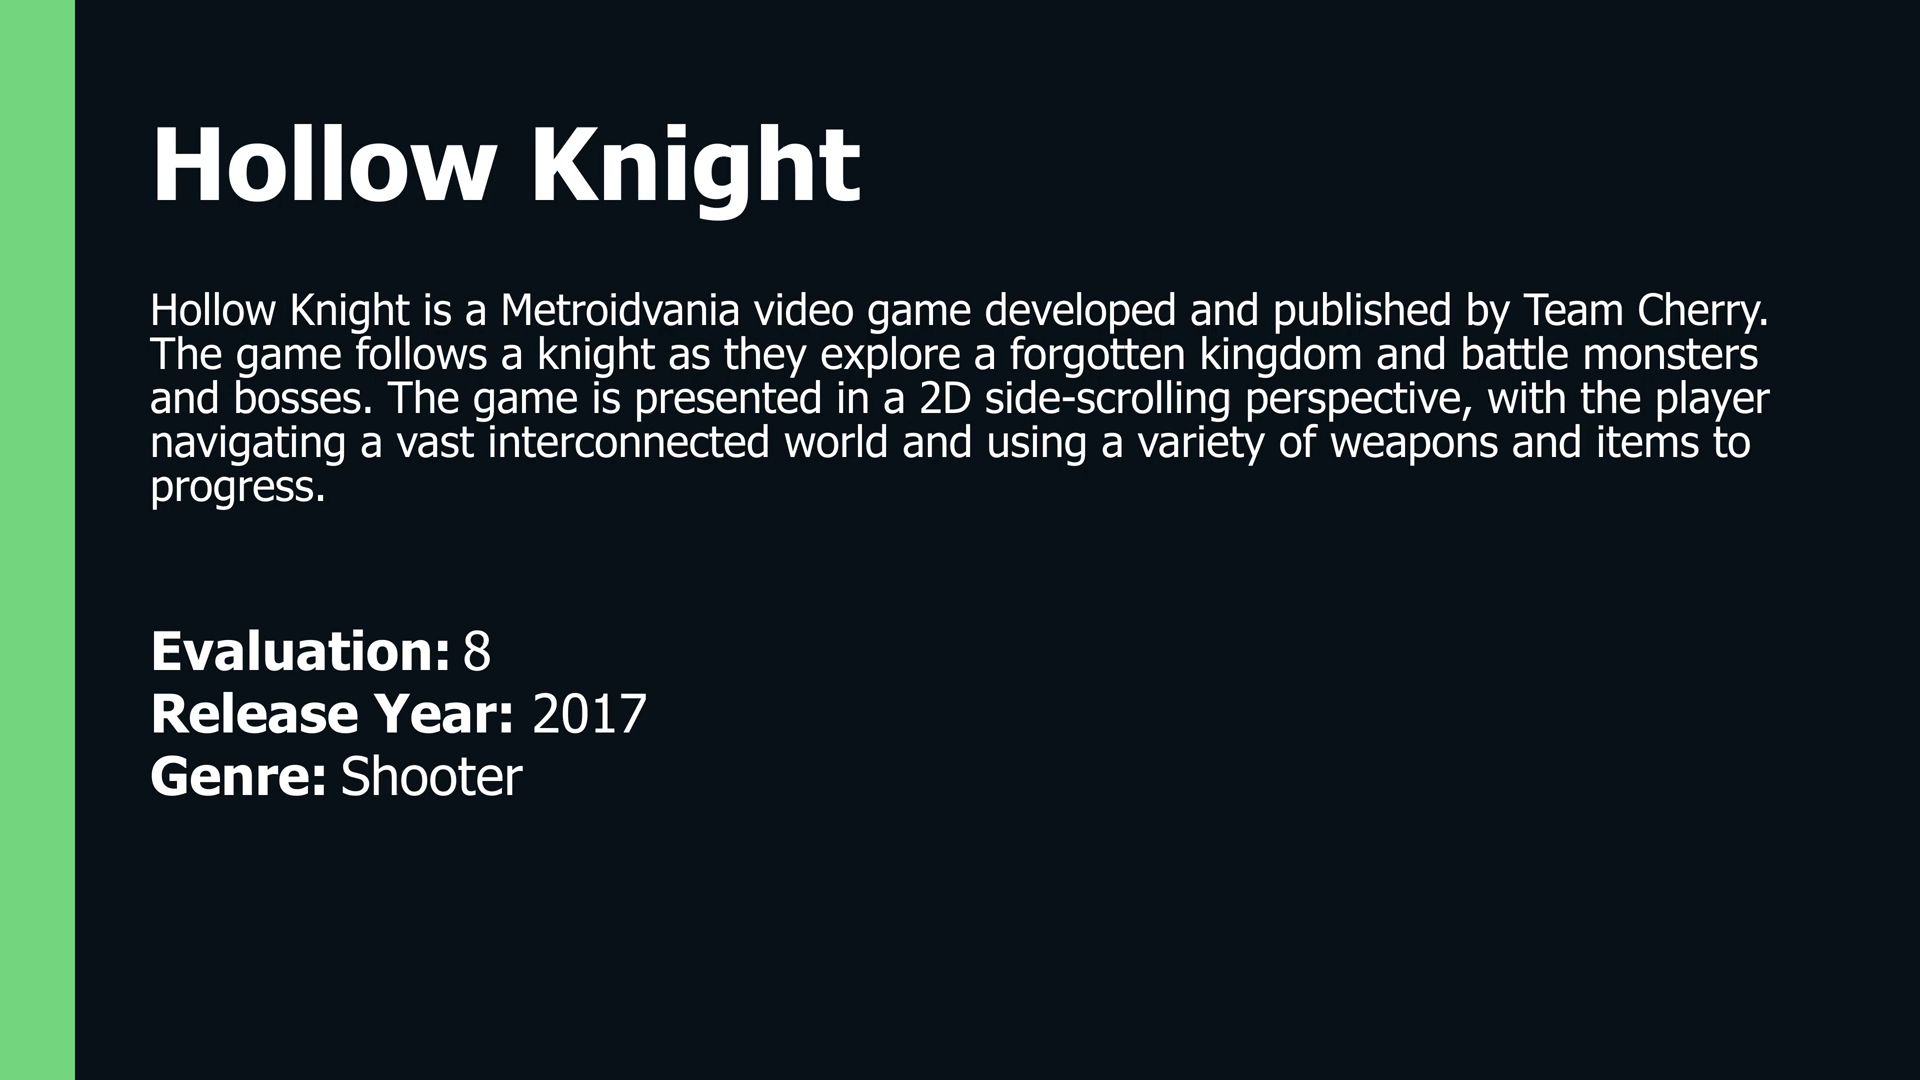 Hollow Knight
Hollow Knight is a Metroidvania video game developed and published by Team Cherry.
The game follows a knight as they explore a forgotten kingdom and battle monsters
and bosses. The game is presented in a 2D side-scrolling perspective, with the player
navigating a vast interconnected world and using a variety of weapons and items to
progress.
Evaluation: 8
Release Year: 2017
Genre: Shooter